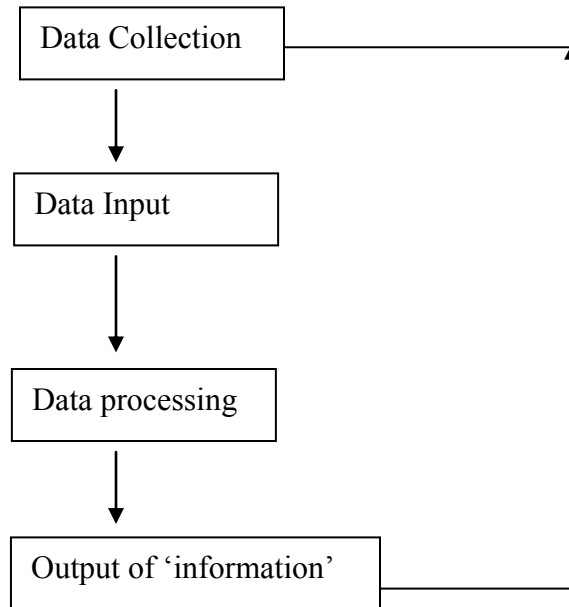 Data Collection
Data Input
Data processing
Output of ‘information’